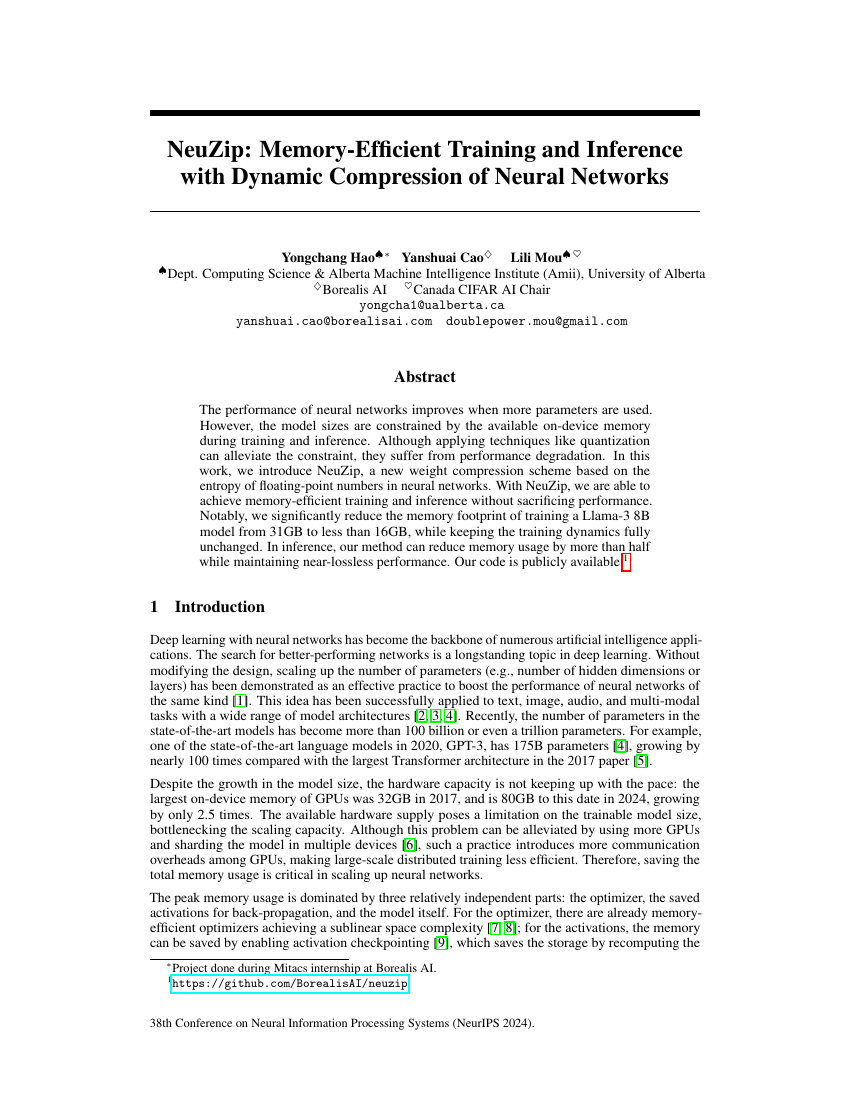 NeuZip: Memory-Efficient Training and Inference
with Dynamic Compression of Neural Networks
Yongchang Hao♠* Yanshuai Cao♢ Lili Mou♠♡
♠Dept. Computing Science & Alberta Machine Intelligence Institute (Amii), University of Alberta
♢Borealis AI ♡Canada CIFAR AI Chair
yongcha1@ualberta.ca
yanshuai.cao@borealisai.com doublepower.mou@gmail.com
Abstract
The performance of neural networks improves when more parameters are used.
However, the model sizes are constrained by the available on-device memory
during training and inference. Although applying techniques like quantization
can alleviate the constraint, they suffer from performance degradation. In this
work, we introduce NeuZip, a new weight compression scheme based on the
entropy of floating-point numbers in neural networks. With NeuZip, we are able to
achieve memory-efficient training and inference without sacrificing performance.
Notably, we significantly reduce the memory footprint of training a Llama-3 8B
model from 31GB to less than 16GB, while keeping the training dynamics fully
unchanged. In inference, our method can reduce memory usage by more than half
while maintaining near-lossless performance. Our code is publicly available.1
1 Introduction
Deep learning with neural networks has become the backbone of numerous artificial intelligence appli-
cations. The search for better-performing networks is a longstanding topic in deep learning. Without
modifying the design, scaling up the number of parameters (e.g., number of hidden dimensions or
layers) has been demonstrated as an effective practice to boost the performance of neural networks of
the same kind [1]. This idea has been successfully applied to text, image, audio, and multi-modal
tasks with a wide range of model architectures [2, 3, 4]. Recently, the number of parameters in the
state-of-the-art models has become more than 100 billion or even a trillion parameters. For example,
one of the state-of-the-art language models in 2020, GPT-3, has 175B parameters [4], growing by
nearly 100 times compared with the largest Transformer architecture in the 2017 paper [5].
Despite the growth in the model size, the hardware capacity is not keeping up with the pace: the
largest on-device memory of GPUs was 32GB in 2017, and is 80GB to this date in 2024, growing
by only 2.5 times. The available hardware supply poses a limitation on the trainable model size,
bottlenecking the scaling capacity. Although this problem can be alleviated by using more GPUs
and sharding the model in multiple devices [6], such a practice introduces more communication
overheads among GPUs, making large-scale distributed training less efficient. Therefore, saving the
total memory usage is critical in scaling up neural networks.
The peak memory usage is dominated by three relatively independent parts: the optimizer, the saved
activations for back-propagation, and the model itself. For the optimizer, there are already memory-
efficient optimizers achieving a sublinear space complexity [7, 8]; for the activations, the memory
can be saved by enabling activation checkpointing [9], which saves the storage by recomputing the
*Project done during Mitacs internship at Borealis AI.
1https://github.com/BorealisAI/neuzip
38th Conference on Neural Information Processing Systems (NeurIPS 2024).